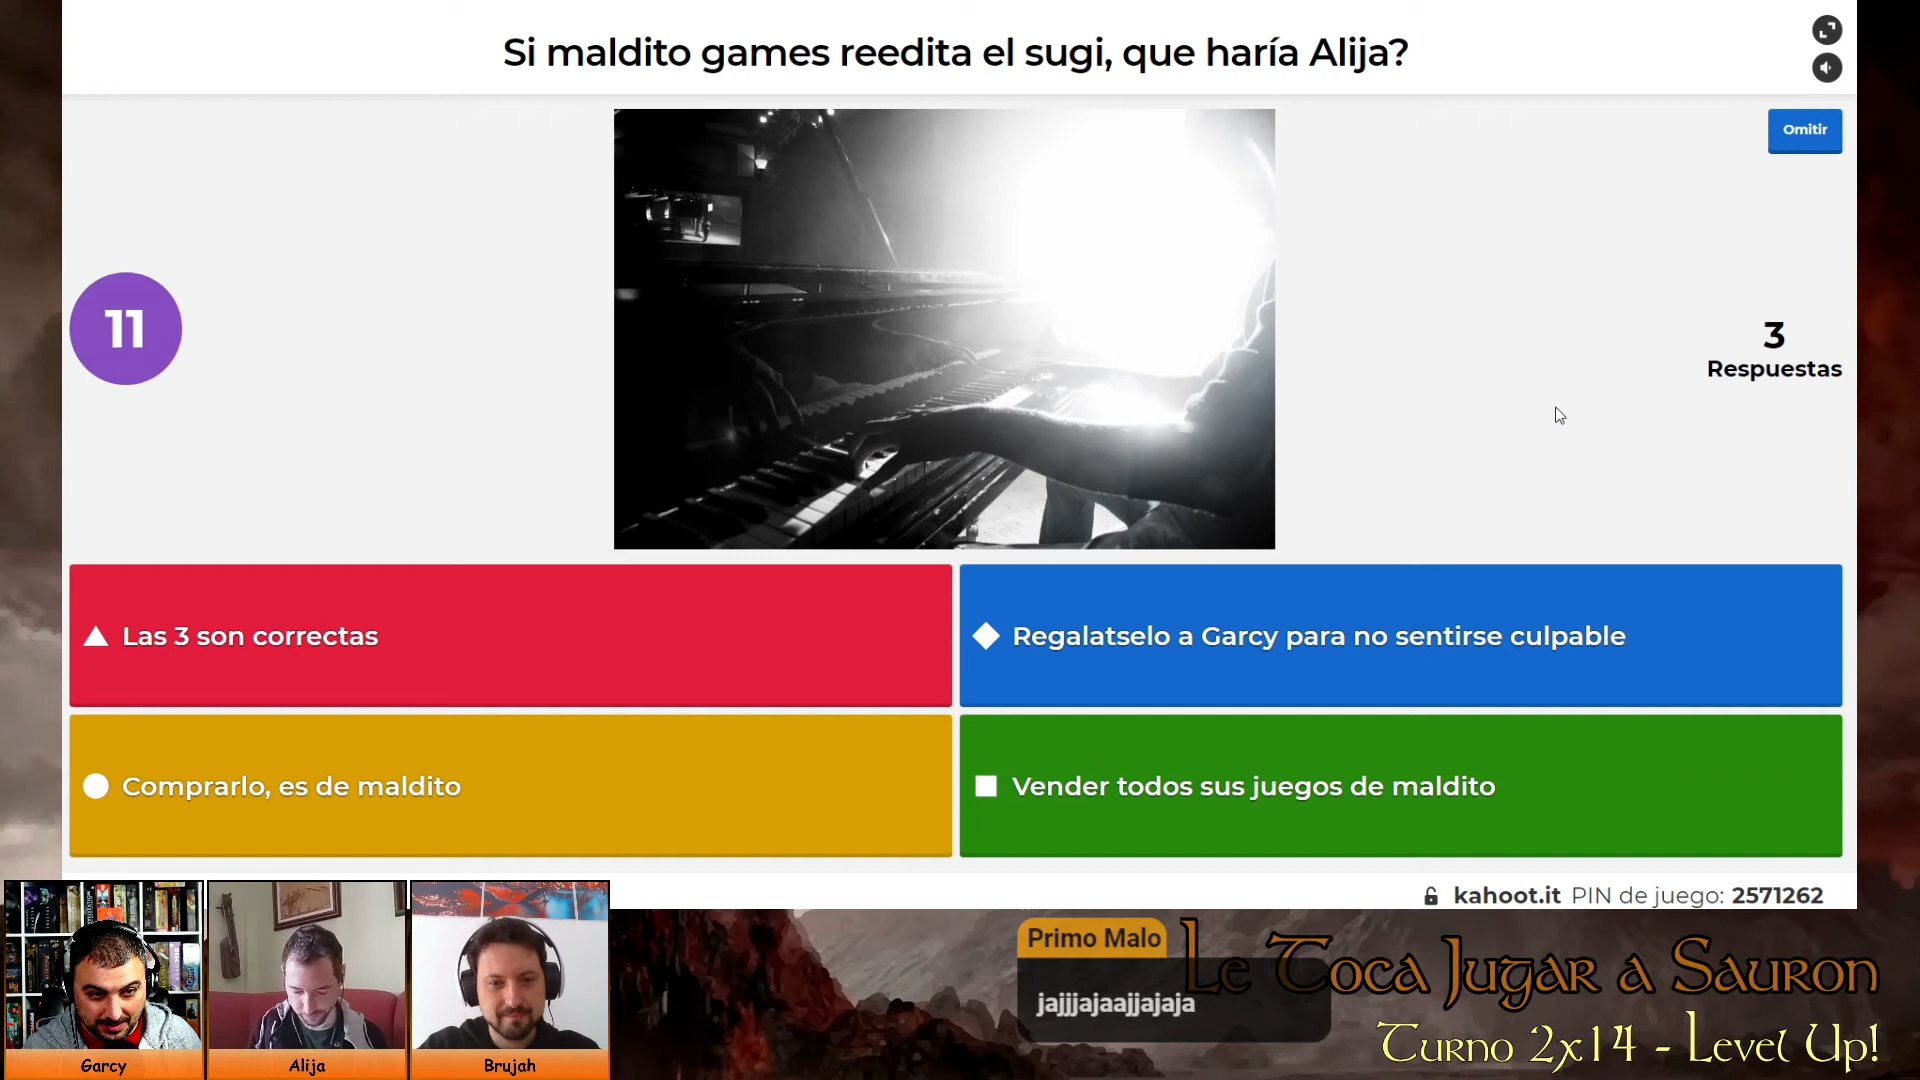 Si maldito games reedita el sugi, que haría Alija?
Omitir
11
3
Respuestas
Las 3 son correctas
Regalatselo a Garcy para no sentirse culpable
Comprarlo, es de maldito
Vender todos sus juegos de maldito
kahoot.it PIN de juego: 2571262
Primo Malo
jajjjajaajjajaja
Le Toca Jugar a Sauron
Turno 2x14 - Level Up!
Garcy
Alija
Brujah